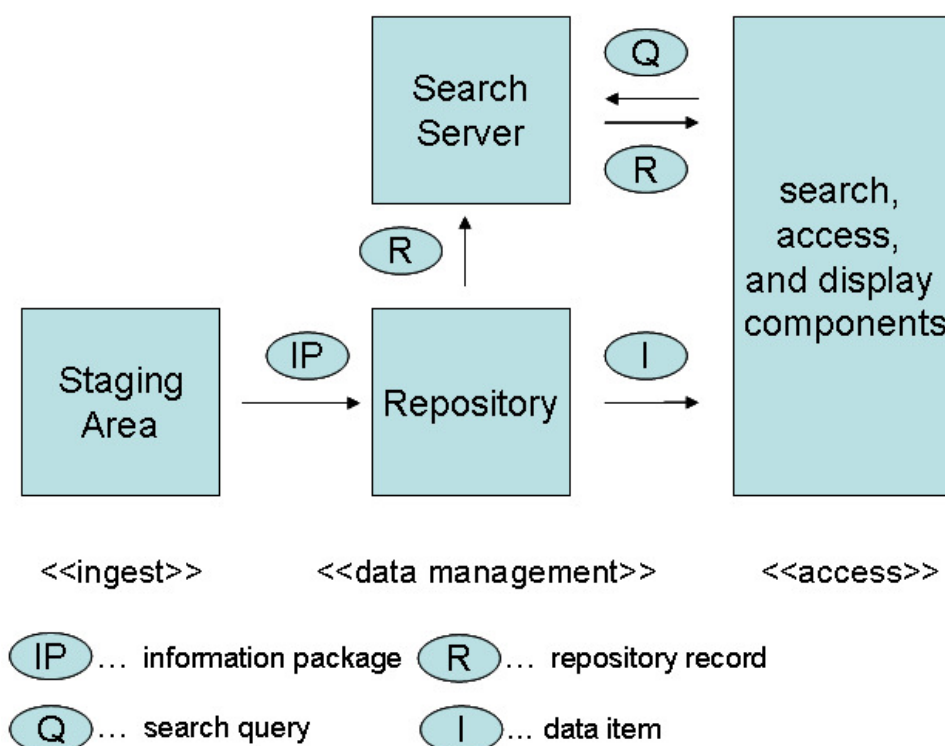 Q
Search
Server
R
search,
access,
and display
components
R
IP
I
Staging
Area
Repository
<<ingest>>
<<data management>>
<<access>>
IP ... information package
R ... repository record
Q ... search query
I ... data item